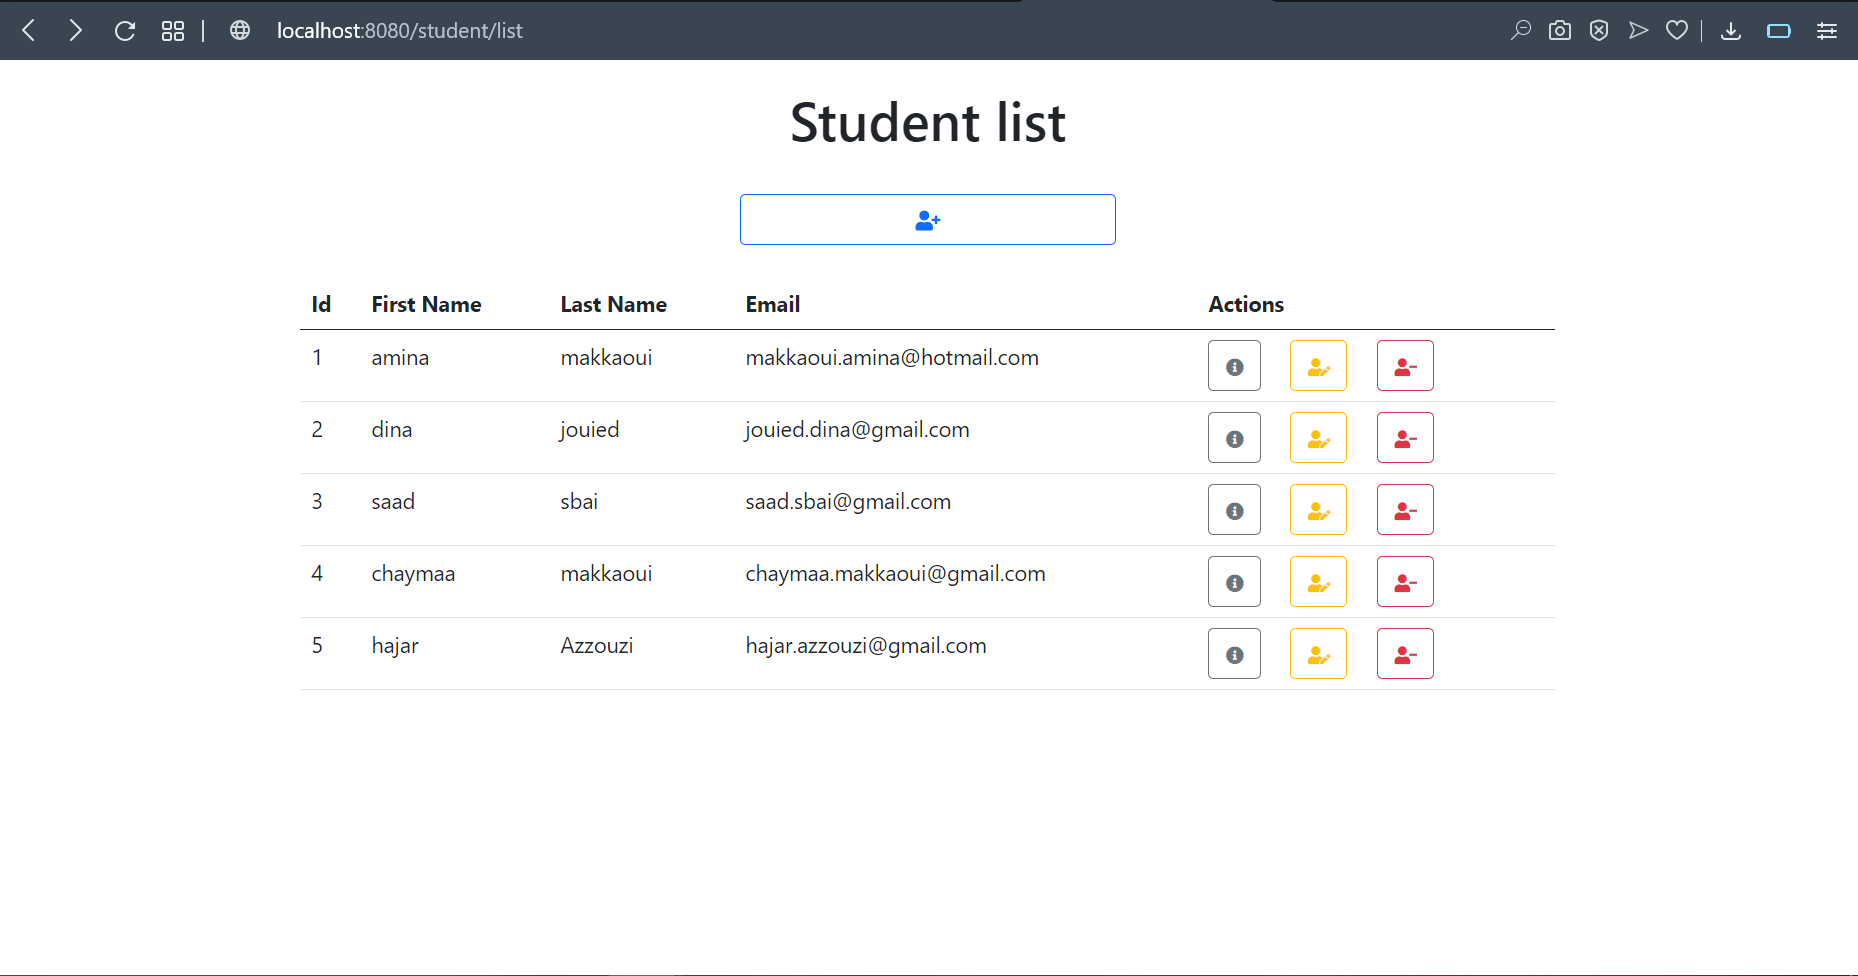 localhost:8080/student/list
Student list
Id First Name Last Name Email Actions
1 amina makkaoui makkaoui.amina@hotmail.com
2 dina jouied jouied.dina@gmail.com
3 saad sbai saad.sbai@gmail.com
4 chaymaa makkaoui chaymaa.makkaoui@gmail.com
5 hajar Azzouzi hajar.azzouzi@gmail.com